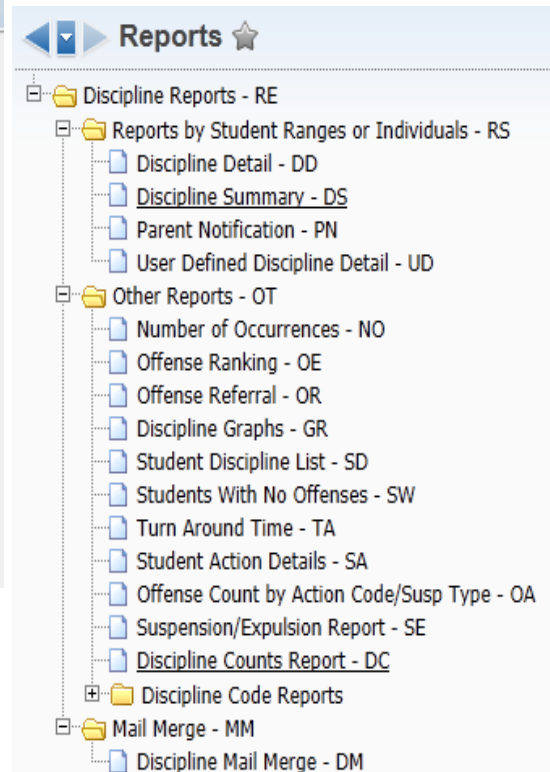 Reports
Discipline Reports - RE
Reports by Student Ranges or Individuals - RS
Discipline Detail - DD
Discipline Summary - DS
Parent Notification - PN
User Defined Discipline Detail - UD
Other Reports - OT
Number of Occurrences - NO
Offense Ranking - OE
Offense Referral - OR
Discipline Graphs - GR
Student Discipline List - SD
Students With No Offenses - SW
Turn Around Time - TA
Student Action Details - SA
Offense Count by Action Code/Susp Type - OA
Suspension/Expulsion Report - SE
Discipline Counts Report - DC
Discipline Code Reports
Mail Merge - MM
Discipline Mail Merge - DM